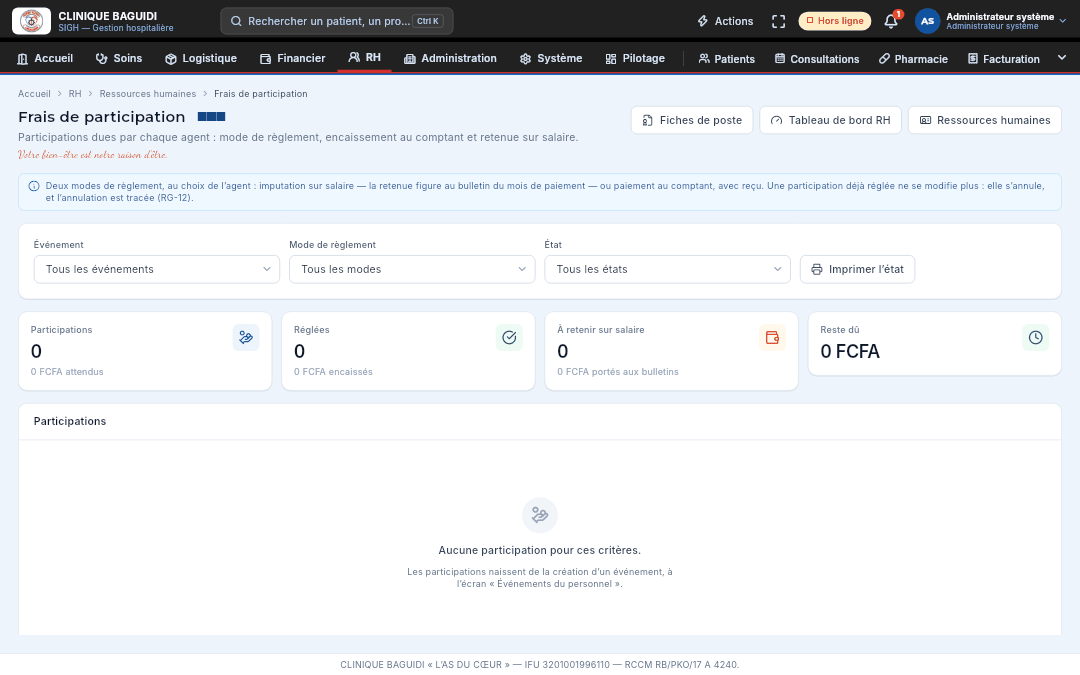 CLINIQUE BAGUIDI
SIGH — Gestion hospitalière
Rechercher un patient, un pro... Ctrl K
Actions
Hors ligne
1
AS
Administrateur système
Administrateur système
Accueil
Soins
Logistique
Financier
RH
Administration
Système
Pilotage
Patients
Consultations
Pharmacie
Facturation
Accueil > RH > Ressources humaines > Frais de participation
Frais de participation
Participations dues par chaque agent : mode de règlement, encaissement au comptant et retenue sur salaire.
Votre bien-être est notre raison d'être.
Fiches de poste
Tableau de bord RH
Ressources humaines
Deux modes de règlement, au choix de l'agent : imputation sur salaire — la retenue figure au bulletin du mois de paiement — ou paiement au comptant, avec reçu. Une participation déjà réglée ne se modifie plus : elle s'annule,
et l'annulation est tracée (RG-12).
Événement
Mode de règlement
État
Tous les événements
Tous les modes
Tous les états
Imprimer l'état
Participations
0
0 FCFA attendus
Réglées
0
0 FCFA encaissés
À retenir sur salaire
0
0 FCFA portés aux bulletins
Reste dû
0 FCFA
Participations
Aucune participation pour ces critères.
Les participations naissent de la création d'un événement, à
l'écran « Événements du personnel ».
CLINIQUE BAGUIDI « L'AS DU CŒUR » — IFU 3201001996110 — RCCM RB/PKO/17 A 4240.